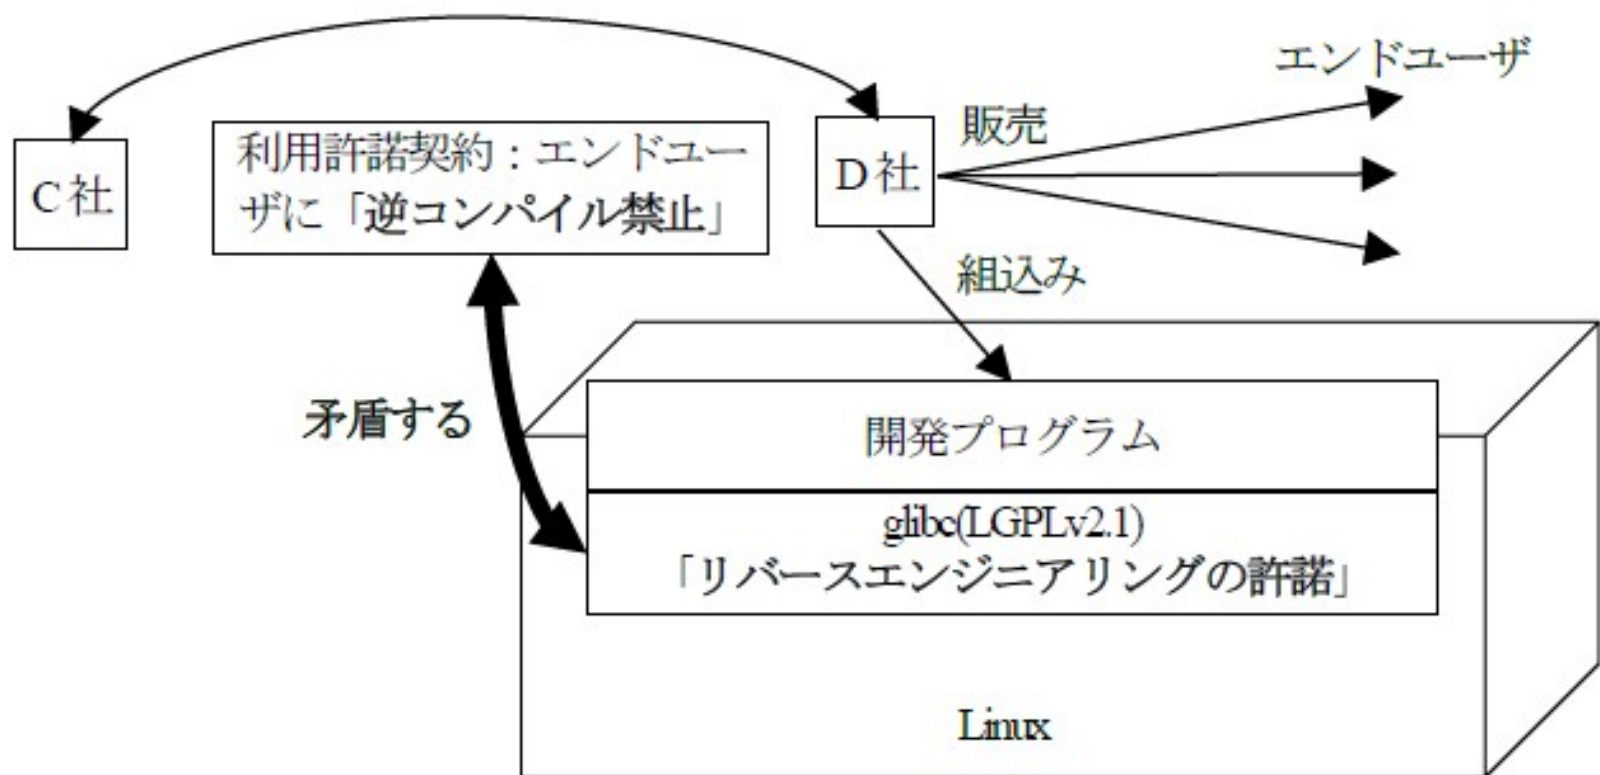 エンドユーザ
販売
C社
利用許諾契約：エンドユー
ザに「逆コンパイル禁止」
D社
組込み
矛盾する
開発プログラム
glibc(LGPLv2.1)
「リバースエンジニアリングの許諾」
Linux